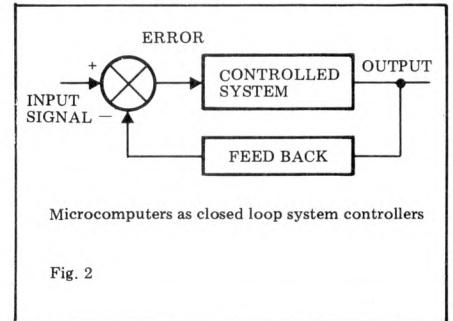 ERROR
+
CONTROLLED
SYSTEM
OUTPUT
INPUT
SIGNAL −
FEED BACK
Microcomputers as closed loop system controllers
Fig. 2